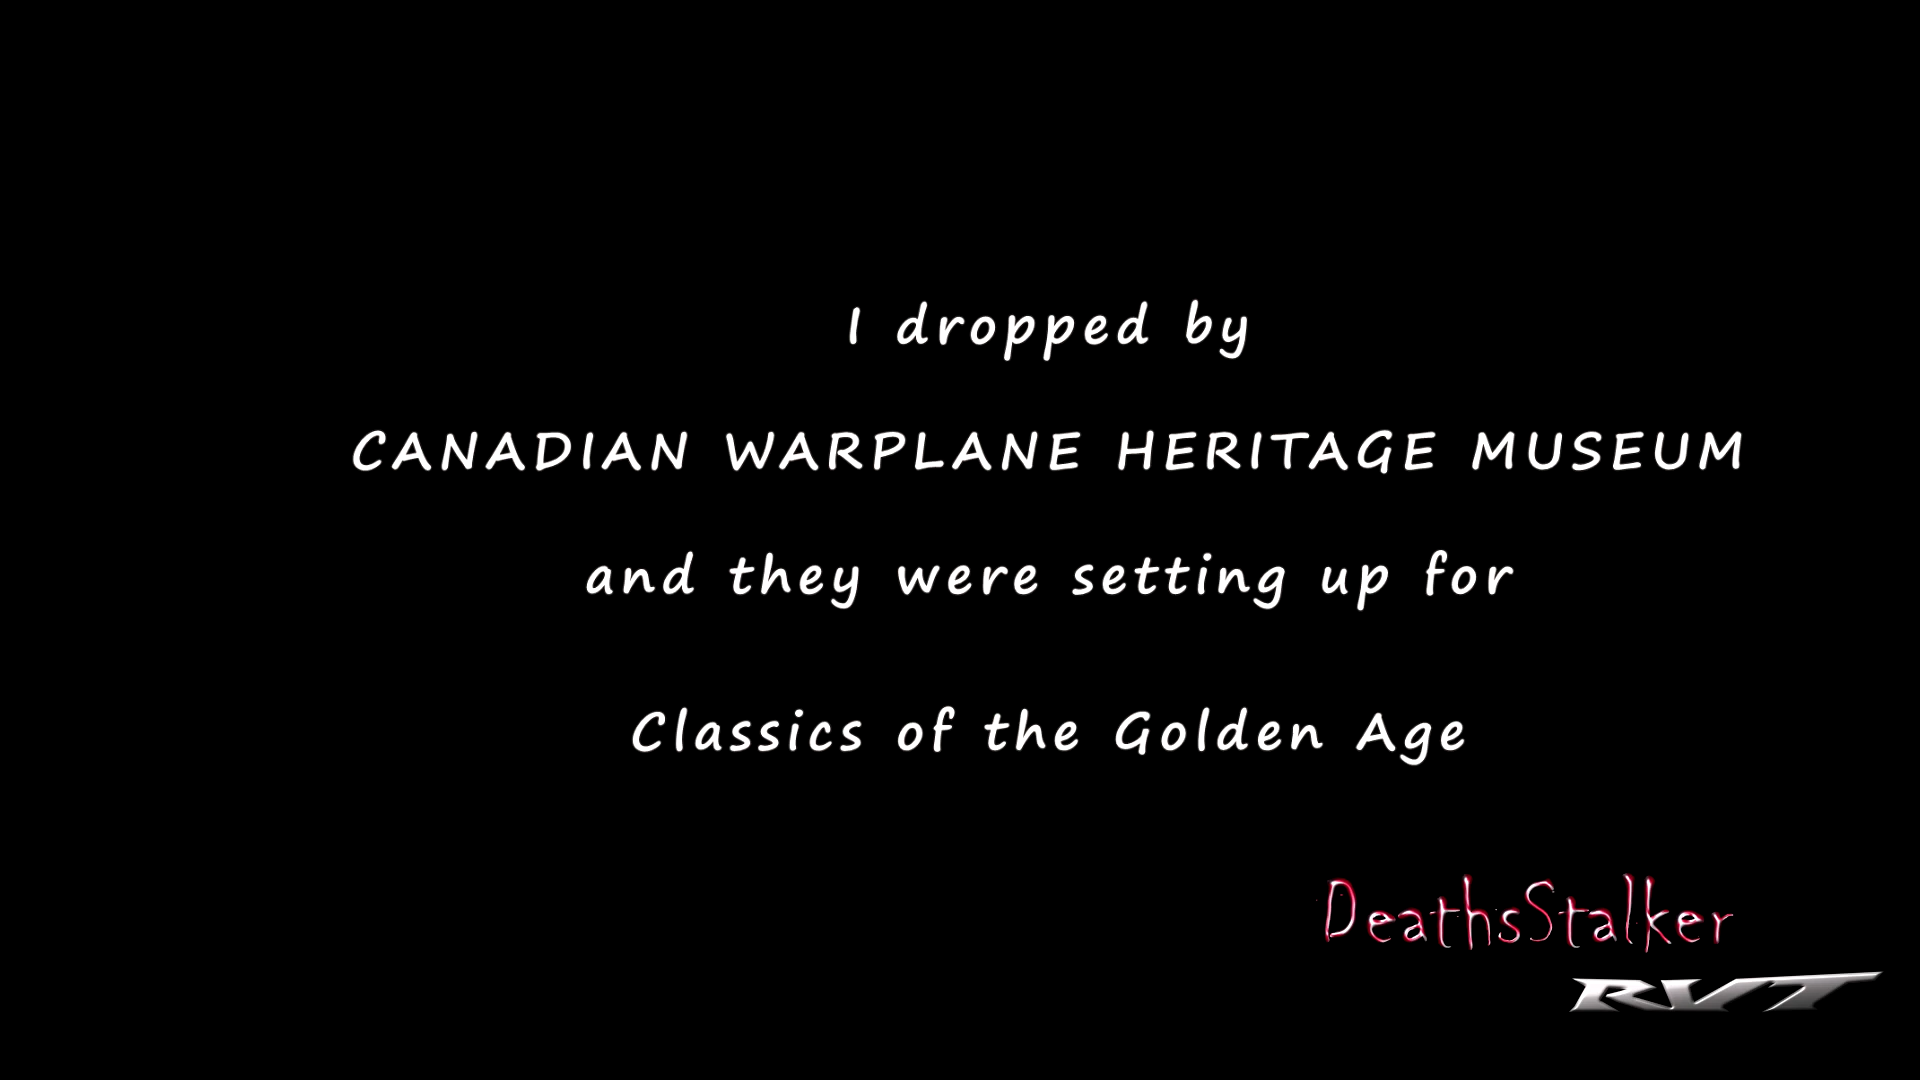 I dropped by
CANADIAN WARPLANE HERITAGE MUSEUM
and they were setting up for
Classics of the Golden Age
DeathsStalker
RVT